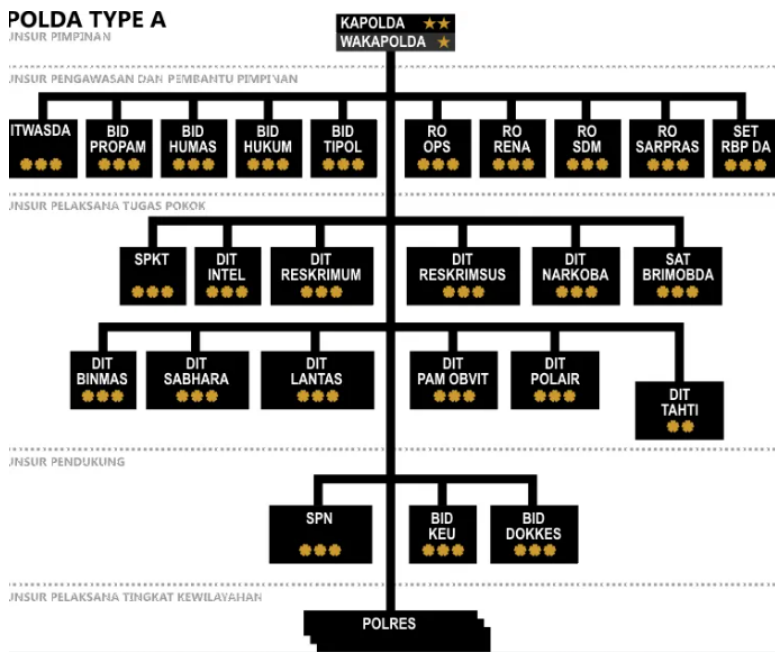 POLDA TYPE A
UNSUR PIMPINAN
KAPOLDA
WAKAPOLDA
UNSUR PENGAWASAN DAN PEMBANTU PIMPINAN
ITWASDA
BID
PROPAM
BID
HUMAS
BID
HUKUM
BID
TIPOL
RO
OPS
RO
RENA
RO
SDM
RO
SARPRAS
SET
RBP DA
UNSUR PELAKSANA TUGAS POKOK
SPKT
DIT
INTEL
DIT
RESKRIMUM
DIT
RESKRIMSUS
DIT
NARKOBA
SAT
BRIMOBDA
DIT
BINMAS
DIT
SABHARA
DIT
LANTAS
DIT
PAM OBVIT
DIT
POLAIR
DIT
TAHTI
UNSUR PENDUKUNG
SPN
BID
KEU
BID
DOKKES
UNSUR PELAKSANA TINGKAT KEWILAYAHAN
POLRES